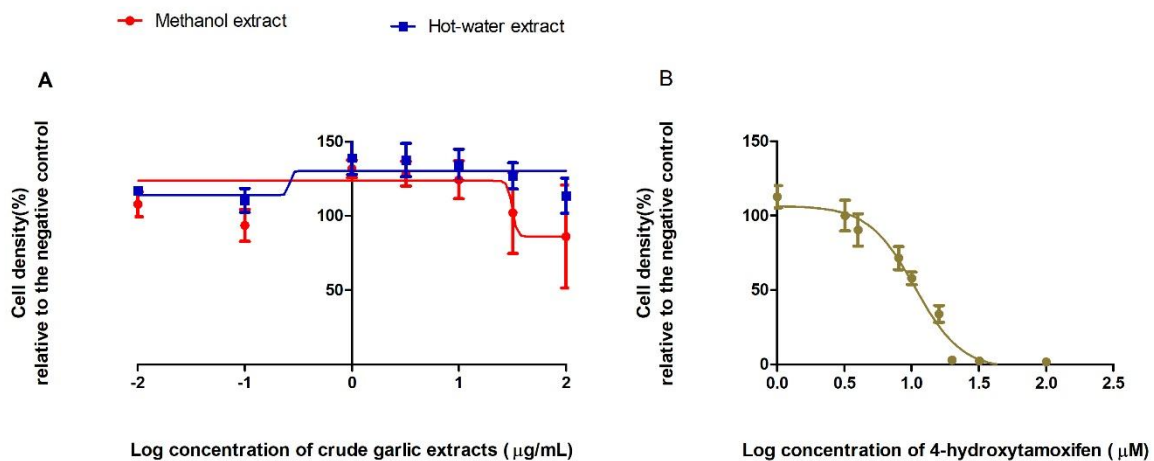 Methanol extract
Hot-water extract
A
Cell density(%)
relative to the negative control
150
100
50
-2
-1
0
1
2
Log concentration of crude garlic extracts ( μg/mL)
B
Cell density(%)
relative to the negative control
150
100
50
0
0.0
0.5
1.0
1.5
2.0
2.5
Log concentration of 4-hydroxytamoxifen ( μM)